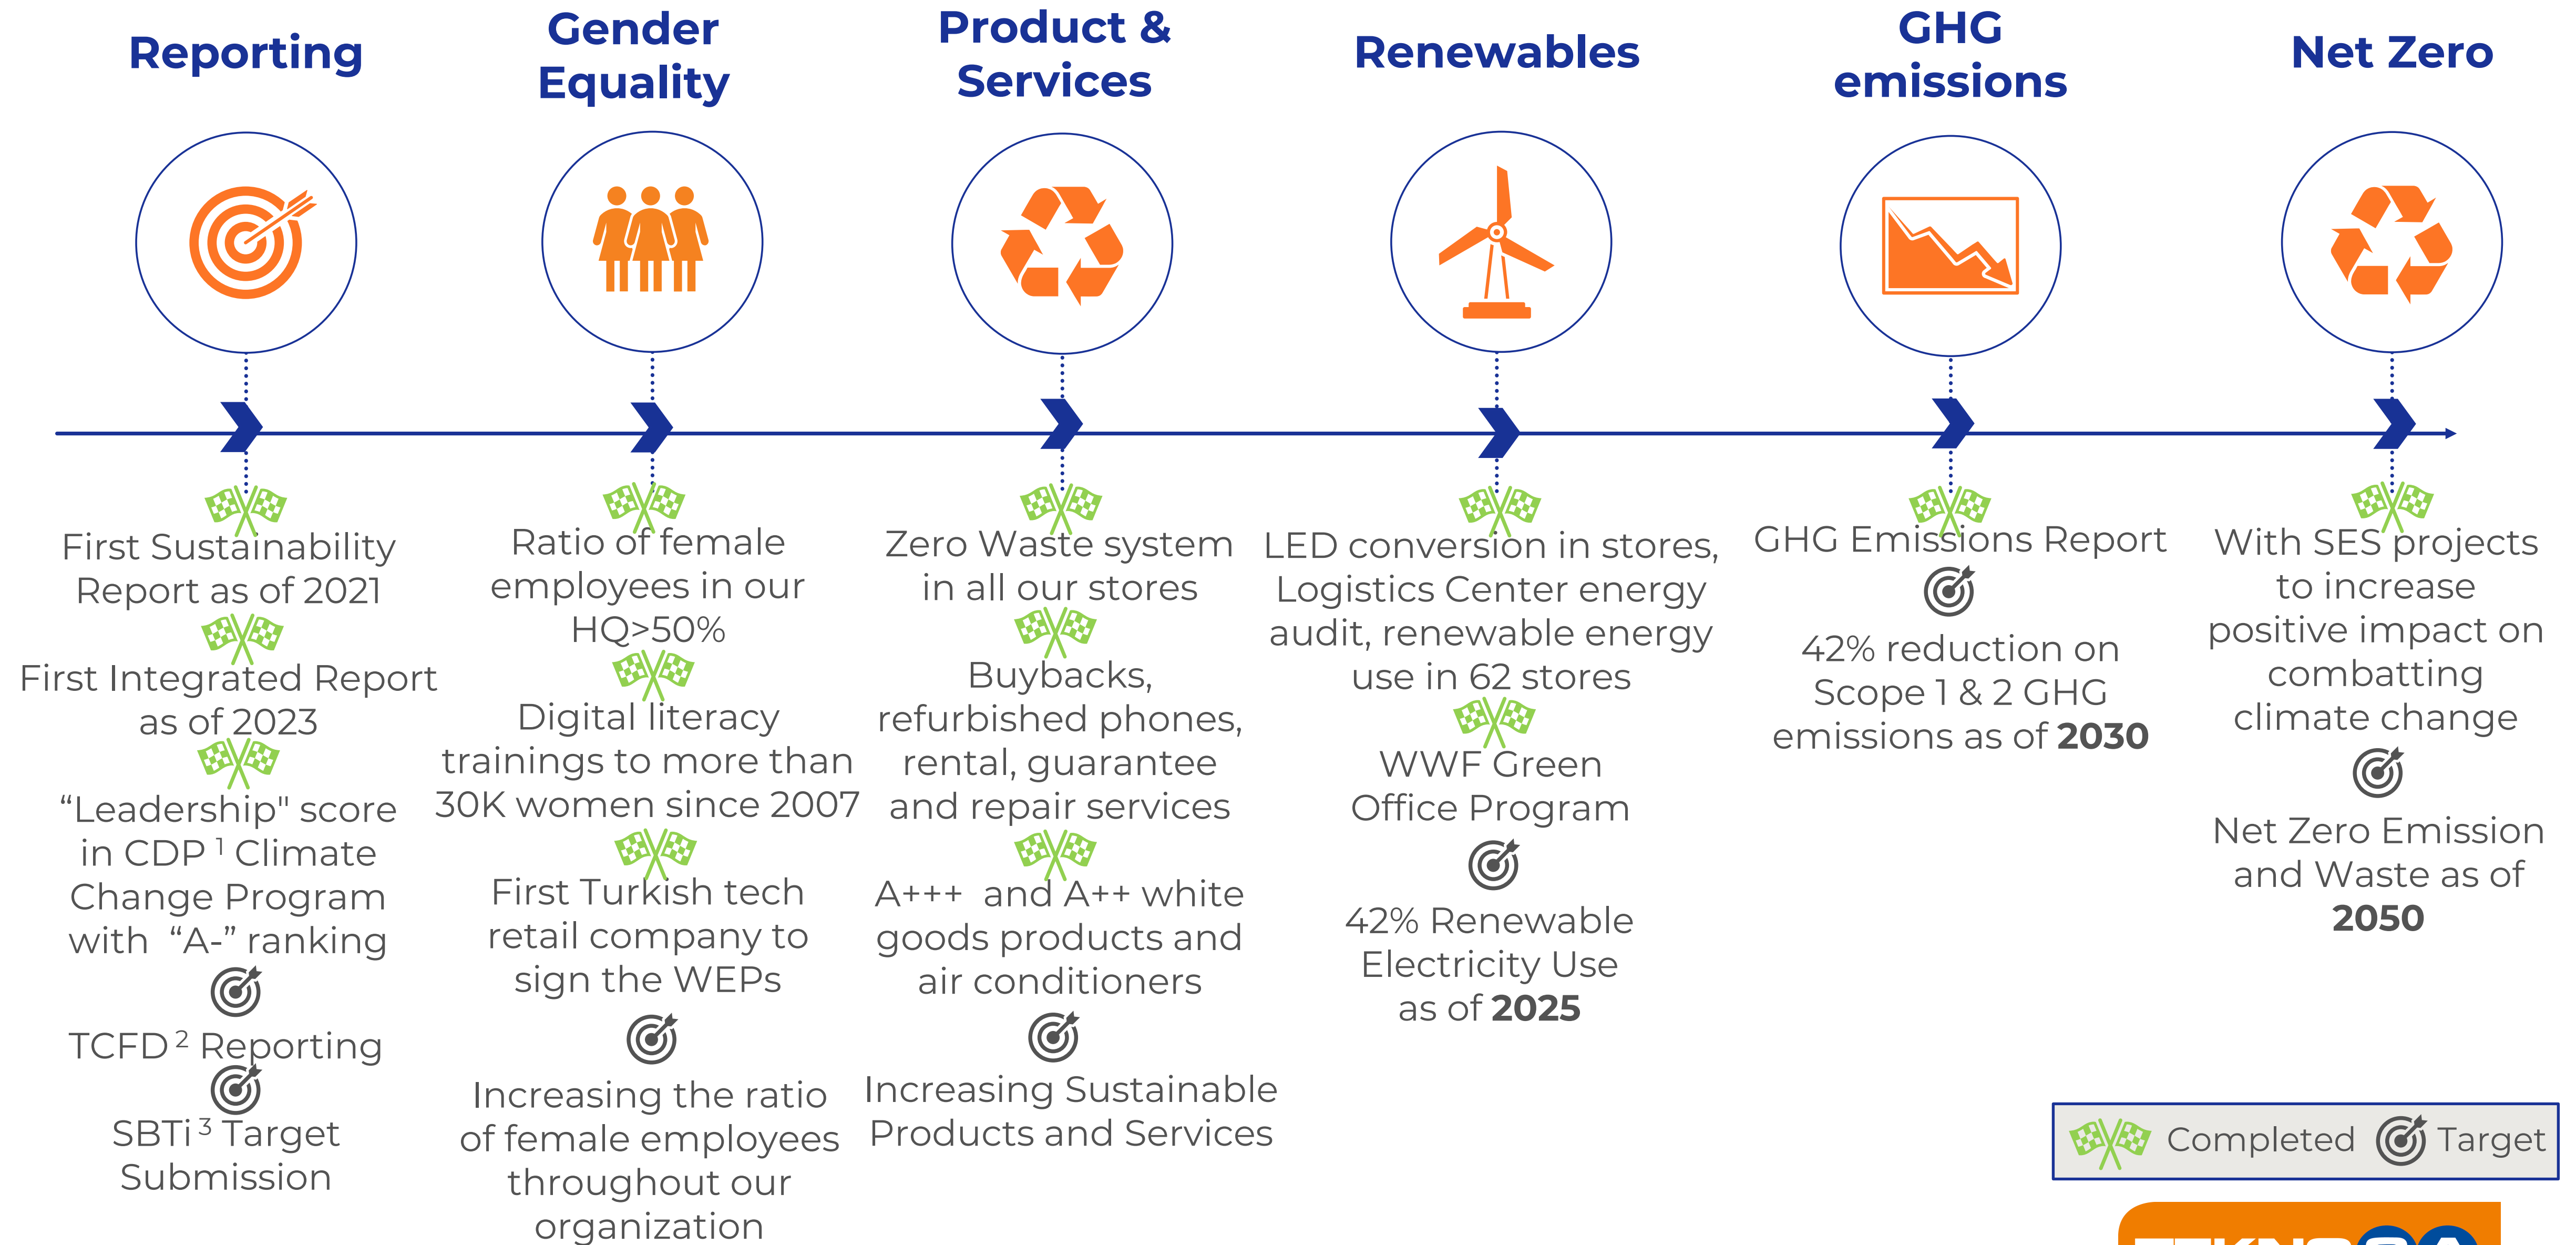 Reporting
First Sustainability
Report as of 2021
First Integrated Report
as of 2023
“Leadership" score
in CDP 1 Climate
Change Program
with “A-” ranking
TCFD 2 Reporting
SBTi 3 Target
Submission
Gender
Equality
Ratio of female
employees in our
HQ>50%
Digital literacy
trainings to more than
30K women since 2007
First Turkish tech
retail company to
sign the WEPs
Increasing the ratio
of female employees
throughout our
organization
Product &
Services
Zero Waste system
in all our stores
Buybacks,
refurbished phones,
rental, guarantee
and repair services
A+++ and A++ white
goods products and
air conditioners
Increasing Sustainable
Products and Services
Renewables
LED conversion in stores,
Logistics Center energy
audit, renewable energy
use in 62 stores
WWF Green
Office Program
42% Renewable
Electricity Use
as of 2025
GHG
emissions
GHG Emissions Report
42% reduction on
Scope 1 & 2 GHG
emissions as of 2030
Net Zero
With SES projects
to increase
positive impact on
combatting
climate change
Net Zero Emission
and Waste as of
2050
Completed
Target